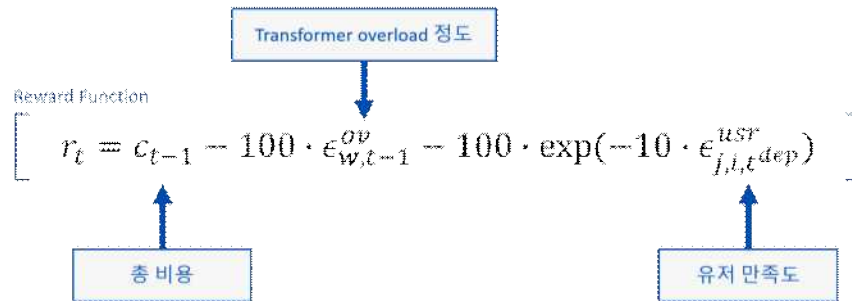 Transformer overload 정도
Reward Function
r_t = c_{t-1} − 100 · ϵ^{op}_{w,t-1} − 100 · exp(−10 · ϵ^{usr}_{j,i,t^{dep}})
총 비용
유저 만족도